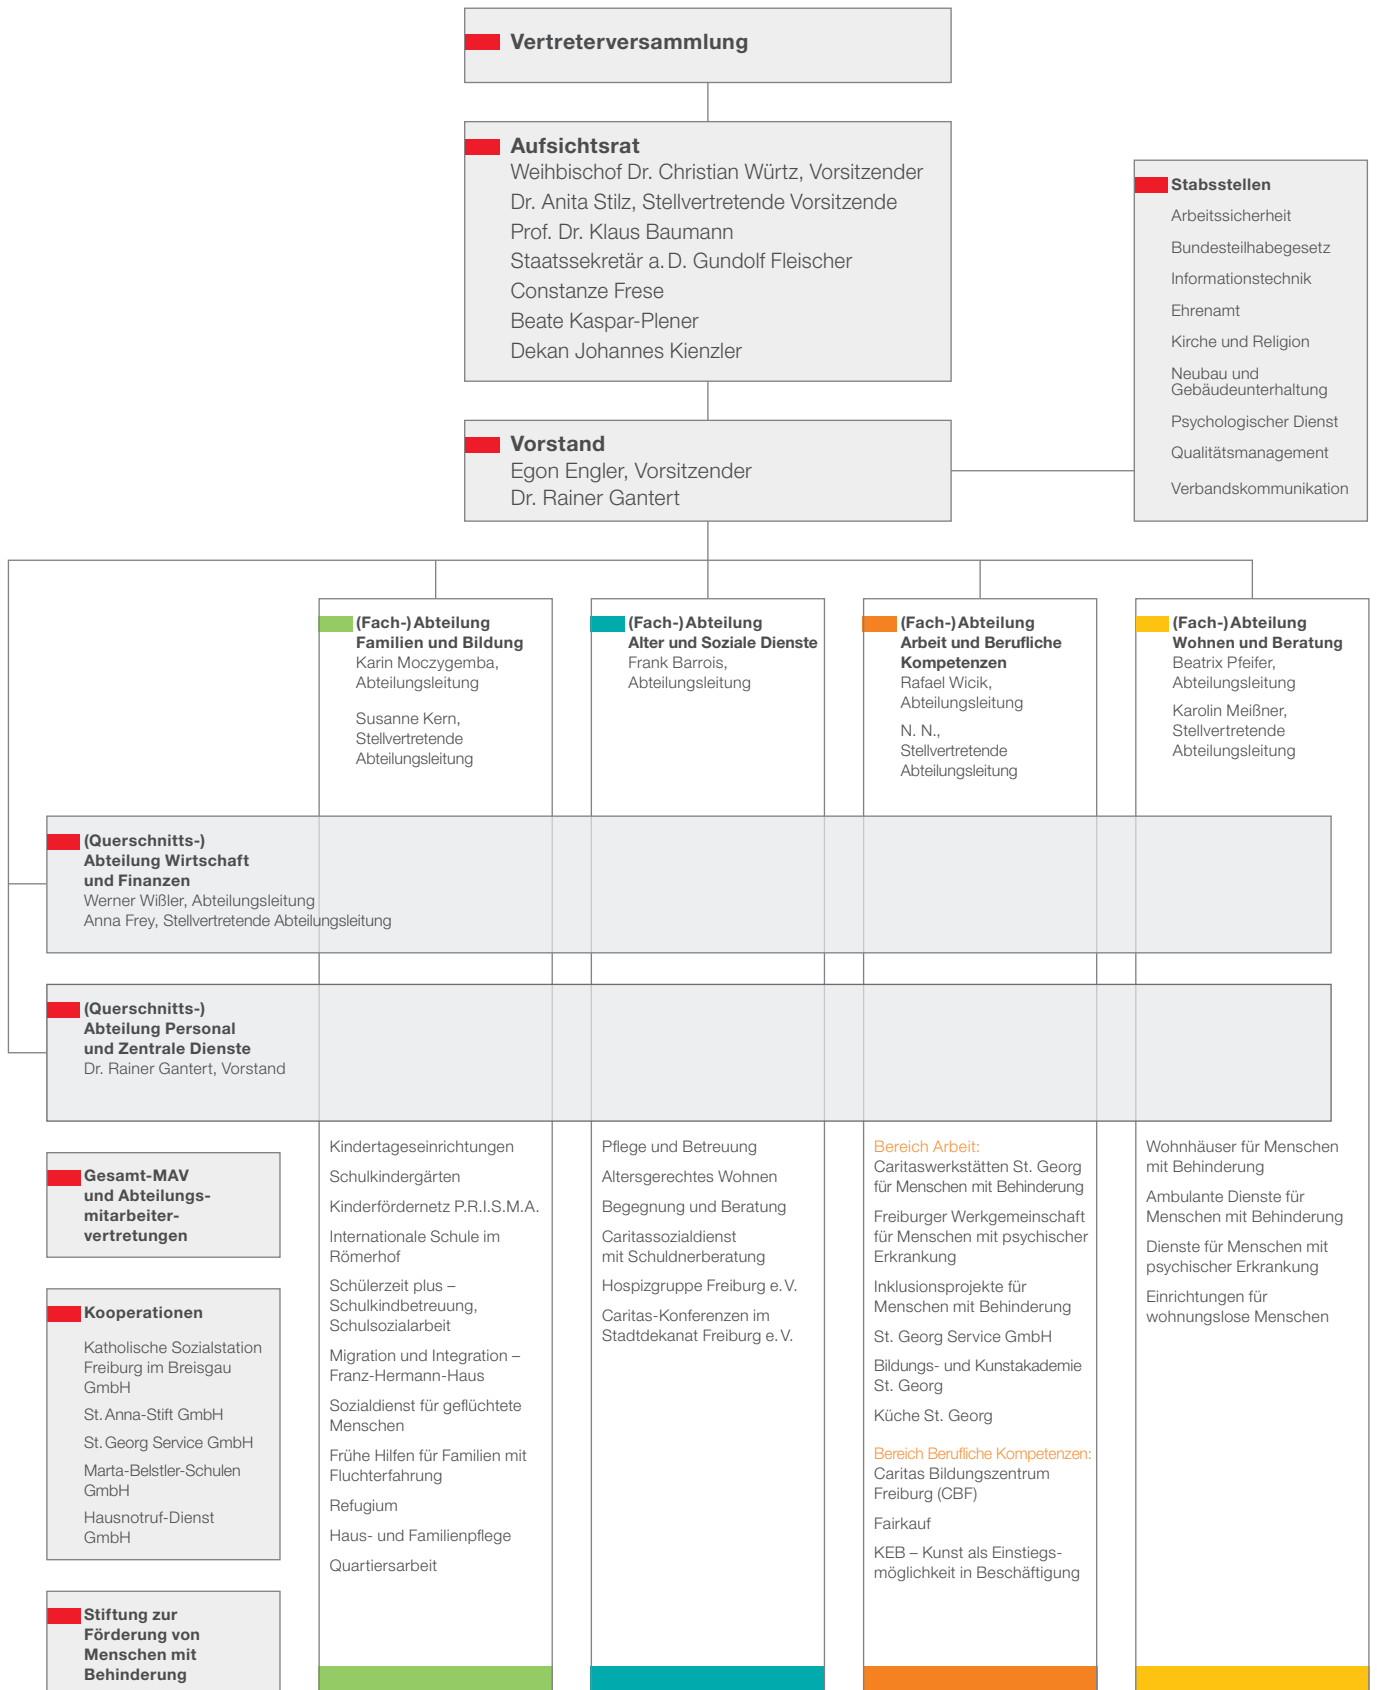 Vertreterversammlung
Aufsichtsrat
Weihbischof Dr. Christian Würtz, Vorsitzender
Dr. Anita Stilz, Stellvertretende Vorsitzende
Prof. Dr. Klaus Baumann
Staatssekretär a. D. Gundolf Fleischer
Constanze Frese
Beate Kaspar-Plener
Dekan Johannes Kienzler
Stabsstellen
Arbeitssicherheit
Bundesteilhabegesetz
Informationstechnik
Ehrenamt
Kirche und Religion
Neubau und
Gebäudeunterhaltung
Psychologischer Dienst
Qualitätsmanagement
Verbandskommunikation
Vorstand
Egon Engler, Vorsitzender
Dr. Rainer Gantert
(Fach-) Abteilung
Familien und Bildung
Karin Moczygemba,
Abteilungsleitung
Susanne Kern,
Stellvertretende
Abteilungsleitung
(Fach-) Abteilung
Alter und Soziale Dienste
Frank Barrois,
Abteilungsleitung
(Fach-) Abteilung
Arbeit und Berufliche
Kompetenzen
Rafael Wicik,
Abteilungsleitung
N. N.,
Stellvertretende
Abteilungsleitung
(Fach-) Abteilung
Wohnen und Beratung
Beatrix Pfeifer,
Abteilungsleitung
Karolin Meißner,
Stellvertretende
Abteilungsleitung
(Querschnitts-)
Abteilung Wirtschaft
und Finanzen
Werner Wißler, Abteilungsleitung
Anna Frey, Stellvertretende Abteilungsleitung
(Querschnitts-)
Abteilung Personal
und Zentrale Dienste
Dr. Rainer Gantert, Vorstand
Gesamt-MAV
und Abteilungs-
mitarbeiter-
vertretungen
Kooperationen
Katholische Sozialstation
Freiburg im Breisgau
GmbH
St. Anna-Stift GmbH
St. Georg Service GmbH
Marta-Belstler-Schulen
GmbH
Hausnotruf-Dienst
GmbH
Stiftung zur
Förderung von
Menschen mit
Behinderung
Kindertageseinrichtungen
Schulkindergärten
Kinderfördernetz P.R.I.S.M.A.
Internationale Schule im
Römerhof
Schülerzeit plus –
Schulkindbetreuung,
Schulsozialarbeit
Migration und Integration –
Franz-Hermann-Haus
Sozialdienst für geflüchtete
Menschen
Frühe Hilfen für Familien mit
Fluchterfahrung
Refugium
Haus- und Familienpflege
Quartiersarbeit
Pflege und Betreuung
Altersgerechtes Wohnen
Begegnung und Beratung
Caritassozialdienst
mit Schuldnerberatung
Hospizgruppe Freiburg e. V.
Caritas-Konferenzen im
Stadtdekanat Freiburg e. V.
Bereich Arbeit:
Caritaswerkstätten St. Georg
für Menschen mit Behinderung
Freiburger Werkgemeinschaft
für Menschen mit psychischer
Erkrankung
Inklusionsprojekte für
Menschen mit Behinderung
St. Georg Service GmbH
Bildungs- und Kunstakademie
St. Georg
Küche St. Georg
Bereich Berufliche Kompetenzen:
Caritas Bildungszentrum
Freiburg (CBF)
Fairkauf
KEB – Kunst als Einstiegs-
möglichkeit in Beschäftigung
Wohnhäuser für Menschen
mit Behinderung
Ambulante Dienste für
Menschen mit Behinderung
Dienste für Menschen mit
psychischer Erkrankung
Einrichtungen für
wohnungslose Menschen